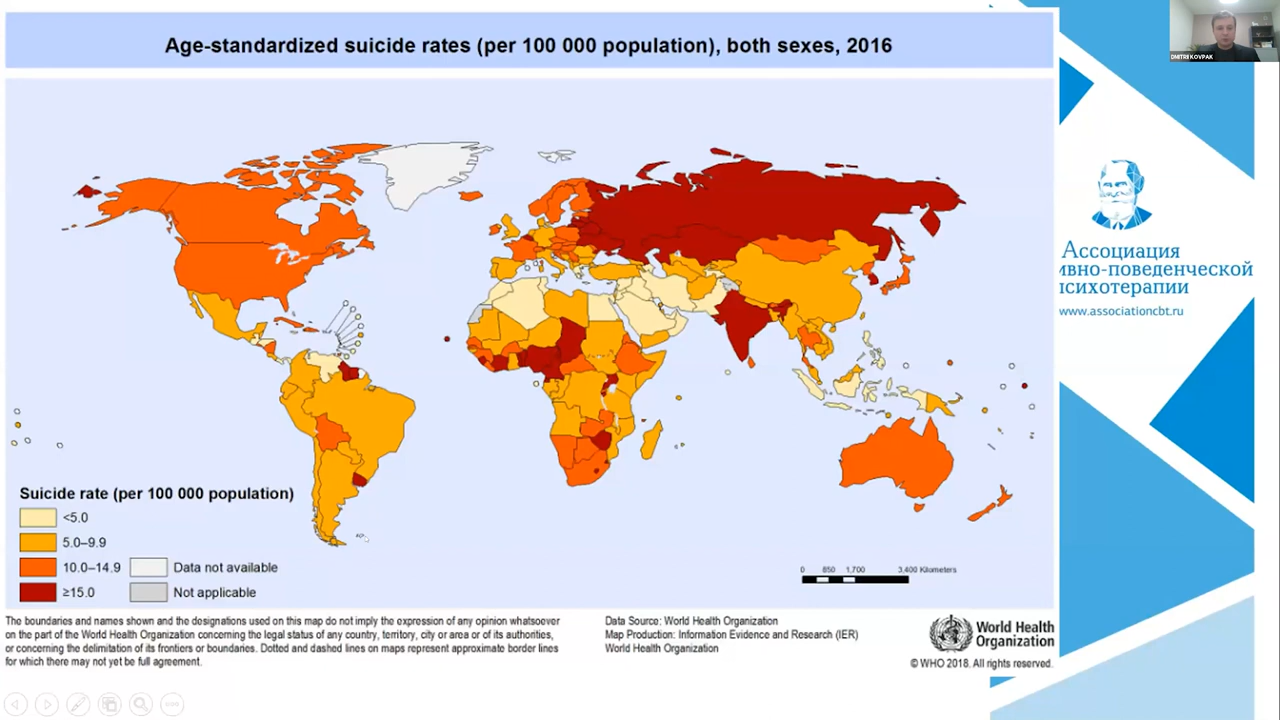 Age-standardized suicide rates (per 100 000 population), both sexes, 2016
DMITRII KOVPAK
Ассоциация
ивно-поведенческой
психотерапии
www.associationcbt.ru
Suicide rate (per 100 000 population)
<5.0
5.0–9.9
10.0–14.9
≥15.0
Data not available
Not applicable
0 850 1,700 3,400 Kilometers
The boundaries and names shown and the designations used on this map do not imply the expression of any opinion whatsoever
on the part of the World Health Organization concerning the legal status of any country, territory, city or area or of its authorities,
or concerning the delimitation of its frontiers or boundaries. Dotted and dashed lines on maps represent approximate border lines
for which there may not yet be full agreement.
Data Source: World Health Organization
Map Production: Information Evidence and Research (IER)
World Health Organization
World Health
Organization
© WHO 2018. All rights reserved.